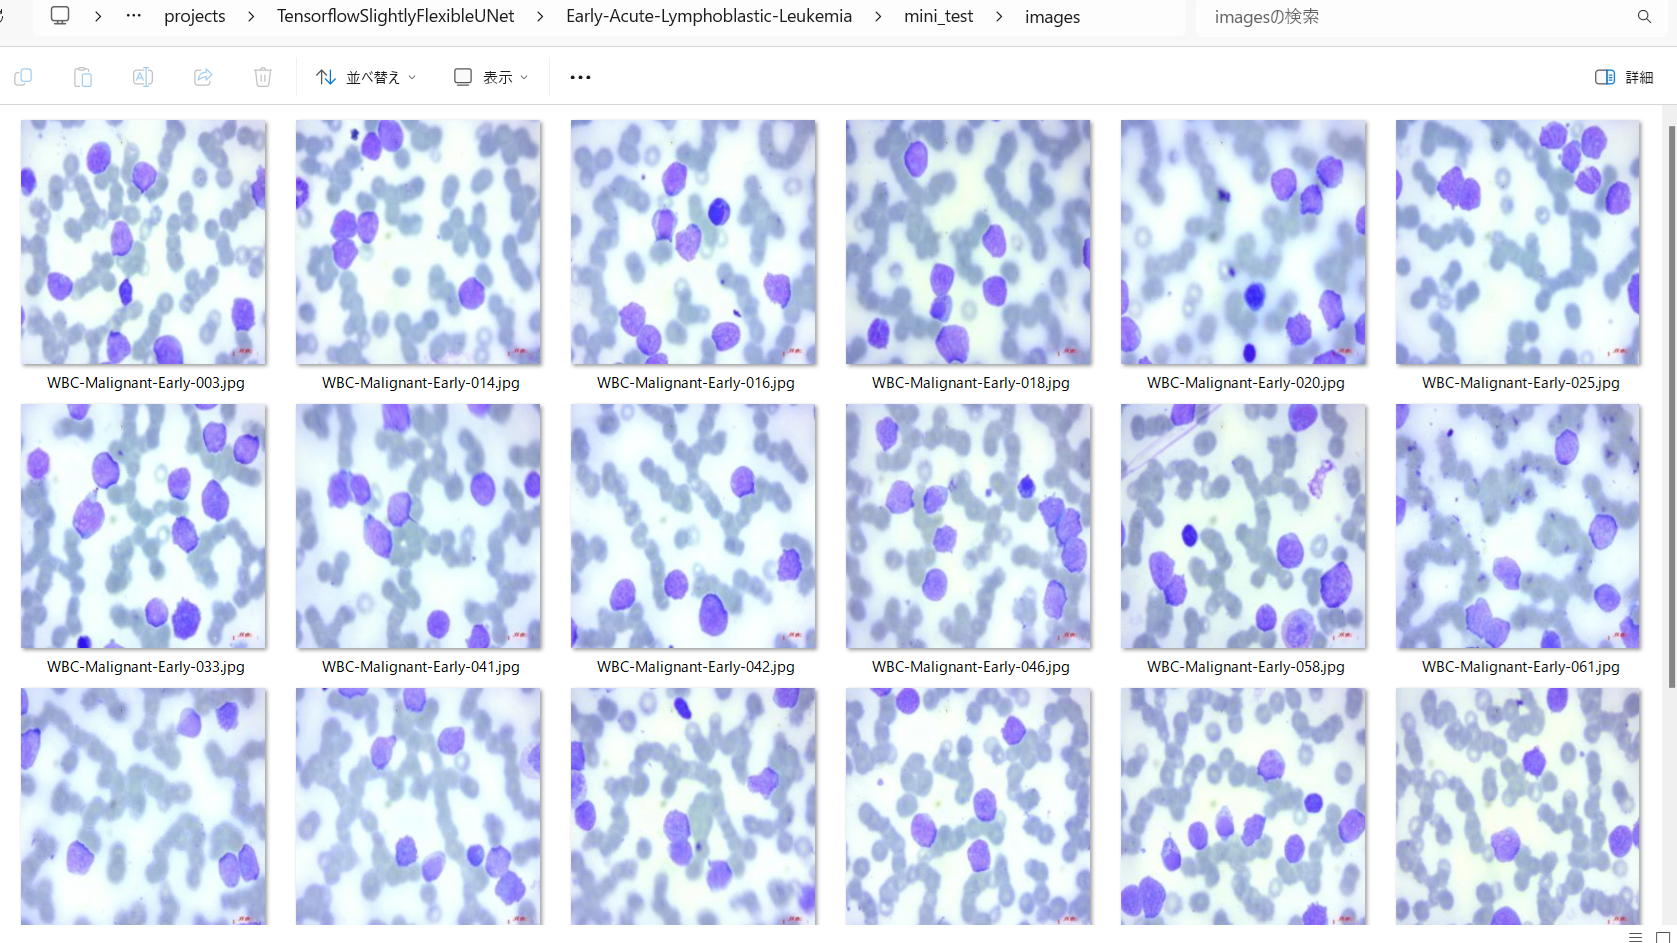 projects > TensorflowSlightlyFlexibleUNet > Early-Acute-Lymphoblastic-Leukemia > mini_test > images
imagesの検索
並べ替え
表示
詳細
WBC-Malignant-Early-003.jpg
WBC-Malignant-Early-014.jpg
WBC-Malignant-Early-016.jpg
WBC-Malignant-Early-018.jpg
WBC-Malignant-Early-020.jpg
WBC-Malignant-Early-025.jpg
WBC-Malignant-Early-033.jpg
WBC-Malignant-Early-041.jpg
WBC-Malignant-Early-042.jpg
WBC-Malignant-Early-046.jpg
WBC-Malignant-Early-058.jpg
WBC-Malignant-Early-061.jpg